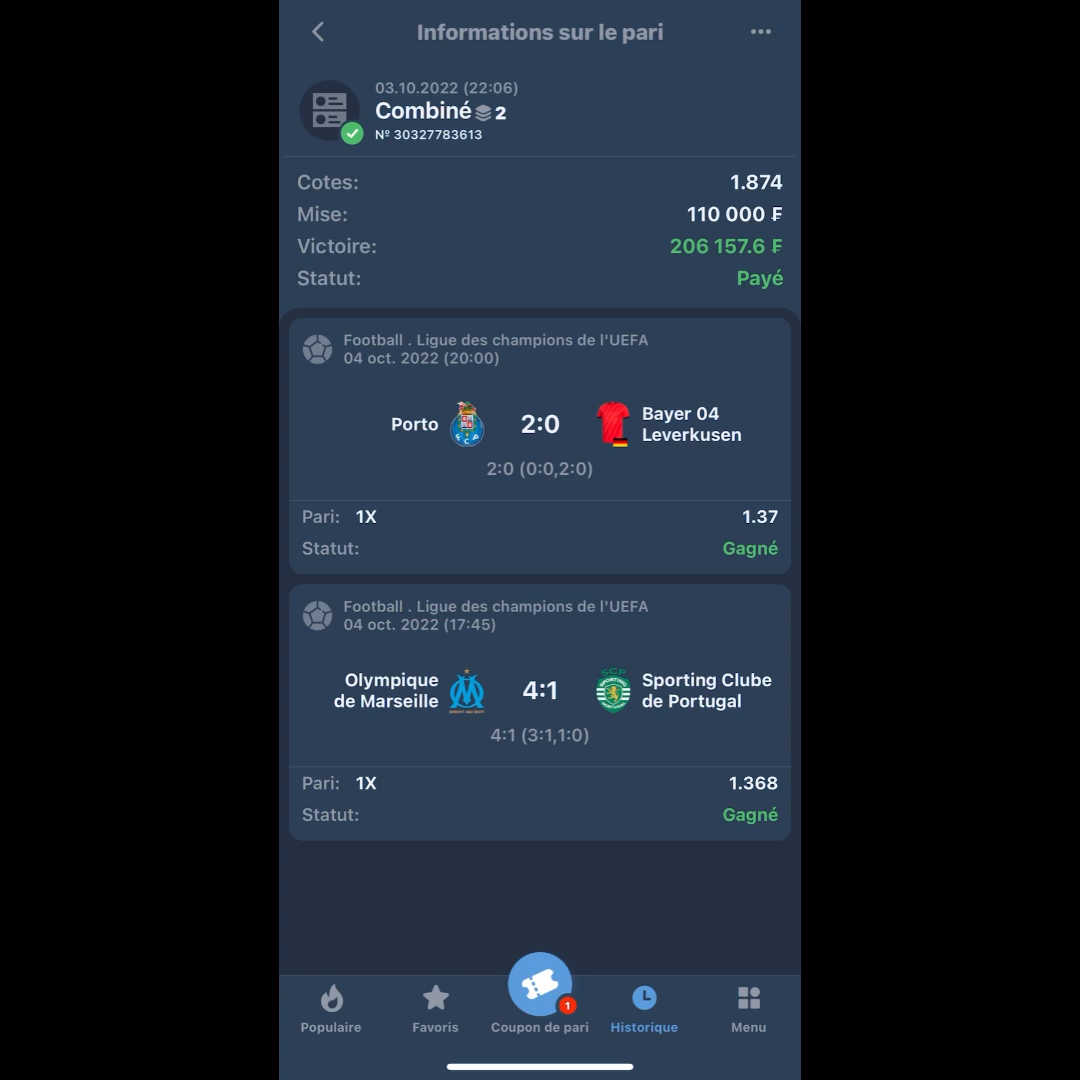 Informations sur le pari
03.10.2022 (22:06)
Combiné 2
Nº 30327783613
Cotes: 1.874
Mise: 110 000 ₣
Victoire: 206 157.6 ₣
Statut: Payé
Football . Ligue des champions de l'UEFA
04 oct. 2022 (20:00)
Porto 2:0 Bayer 04
Leverkusen
2:0 (0:0,2:0)
Pari: 1X 1.37
Statut: Gagné
Football . Ligue des champions de l'UEFA
04 oct. 2022 (17:45)
Olympique
de Marseille 4:1 Sporting Clube
de Portugal
4:1 (3:1,1:0)
Pari: 1X 1.368
Statut: Gagné
1
Populaire Favoris Coupon de pari Historique Menu